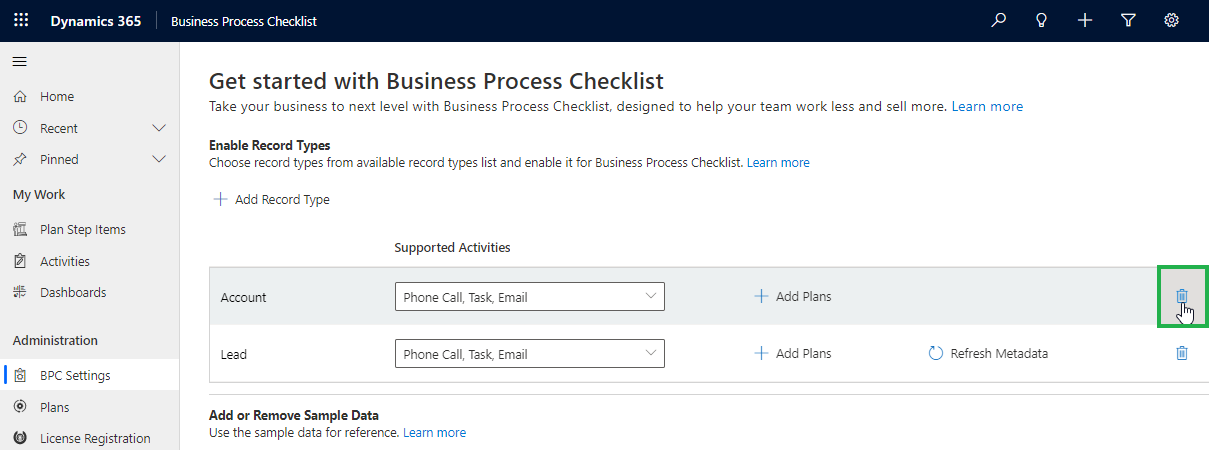 Dynamics 365 Business Process Checklist
Home
Recent
Pinned
My Work
Plan Step Items
Activities
Dashboards
Administration
BPC Settings
Plans
License Registration
Get started with Business Process Checklist
Take your business to next level with Business Process Checklist, designed to help your team work less and sell more. Learn more
Enable Record Types
Choose record types from available record types list and enable it for Business Process Checklist. Learn more
Add Record Type
Supported Activities
Account Phone Call, Task, Email Add Plans
Lead Phone Call, Task, Email Add Plans Refresh Metadata
Add or Remove Sample Data
Use the sample data for reference. Learn more